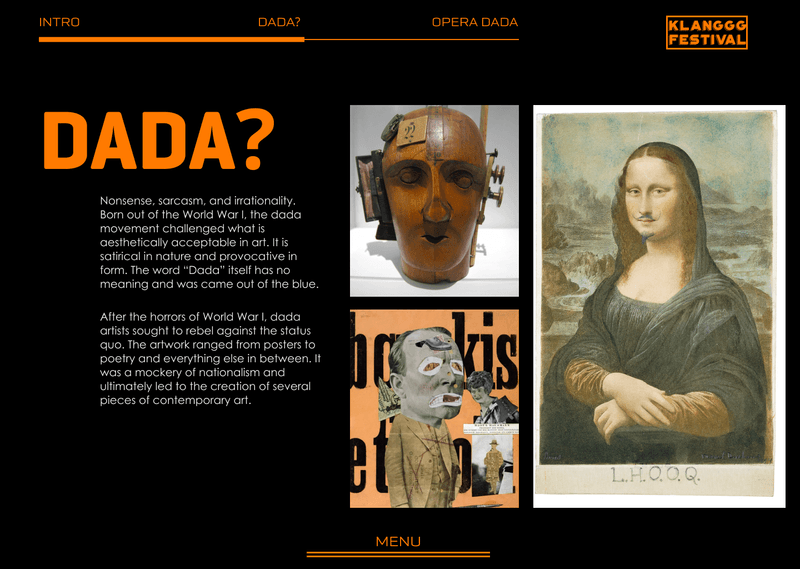 INTRO
DADA?
OPERA DADA
KLANGGG
FESTIVAL
DADA?
Nonsense, sarcasm, and irrationality.
Born out of the World War I, the dada
movement challenged what is
aesthetically acceptable in art. It is
satirical in nature and provocative in
form. The word “Dada” itself has no
meaning and was came out of the blue.
After the horrors of World War I, dada
artists sought to rebel against the status
quo. The artwork ranged from posters to
poetry and everything else in between. It
was a mockery of nationalism and
ultimately led to the creation of several
pieces of contemporary art.
22
kis
et
L.H.O.O.Q.
MENU